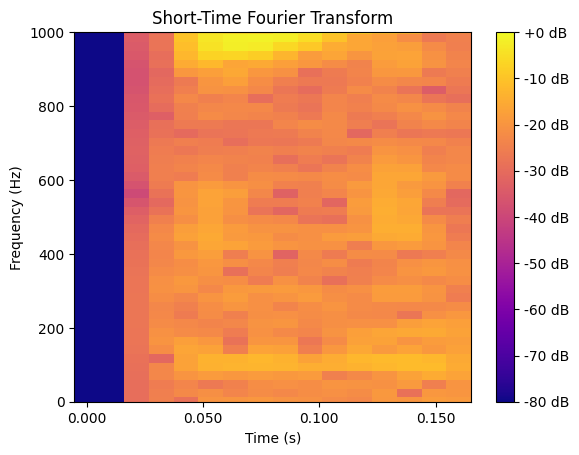 Short-Time Fourier Transform
Frequency (Hz)
1000
800
600
400
200
0
0.000
0.050
0.100
0.150
Time (s)
+0 dB
-10 dB
-20 dB
-30 dB
-40 dB
-50 dB
-60 dB
-70 dB
-80 dB